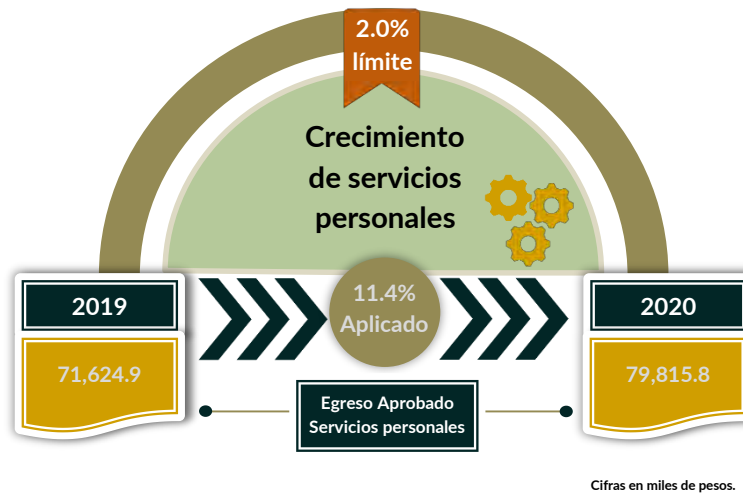 2.0%
límite
Crecimiento
de servicios
personales
2019
11.4%
Aplicado
2020
71,624.9
79,815.8
Egreso Aprobado
Servicios personales
Cifras en miles de pesos.